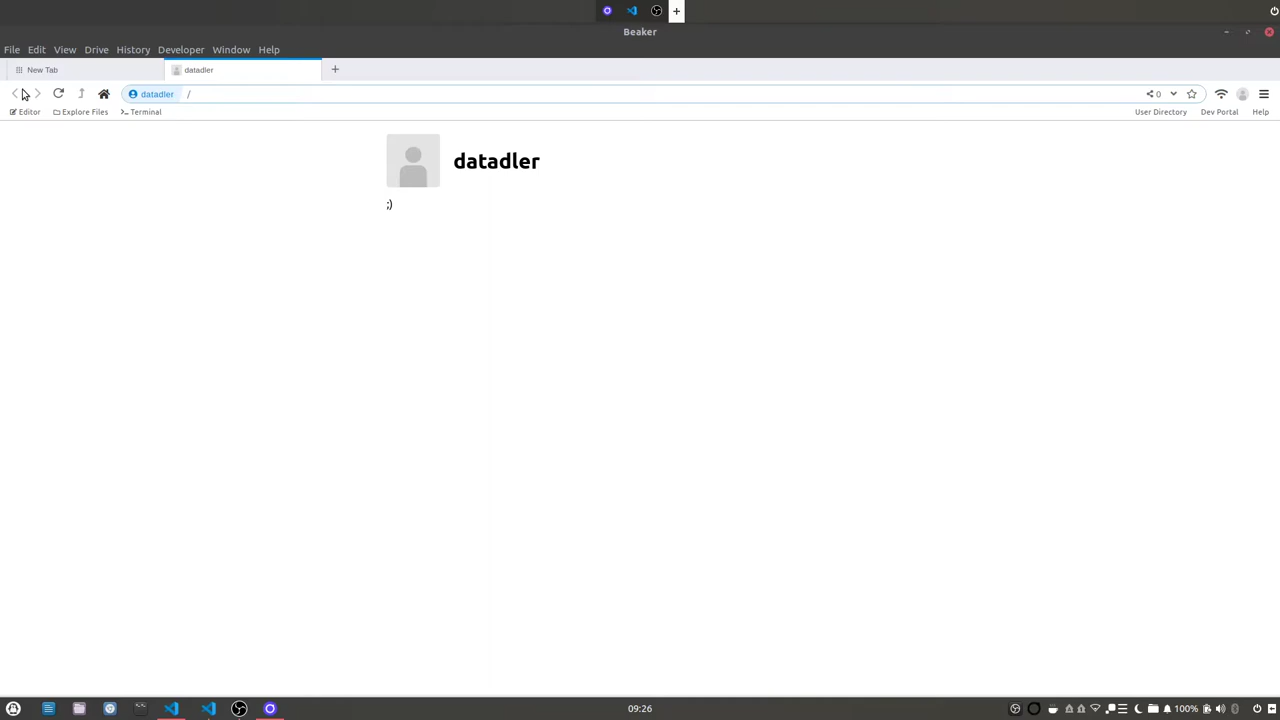 Beaker
File Edit View Drive History Developer Window Help
New Tab datadler
datadler / 0
Editor Explore Files Terminal User Directory Dev Portal Help
datadler
;)
09:26 100%